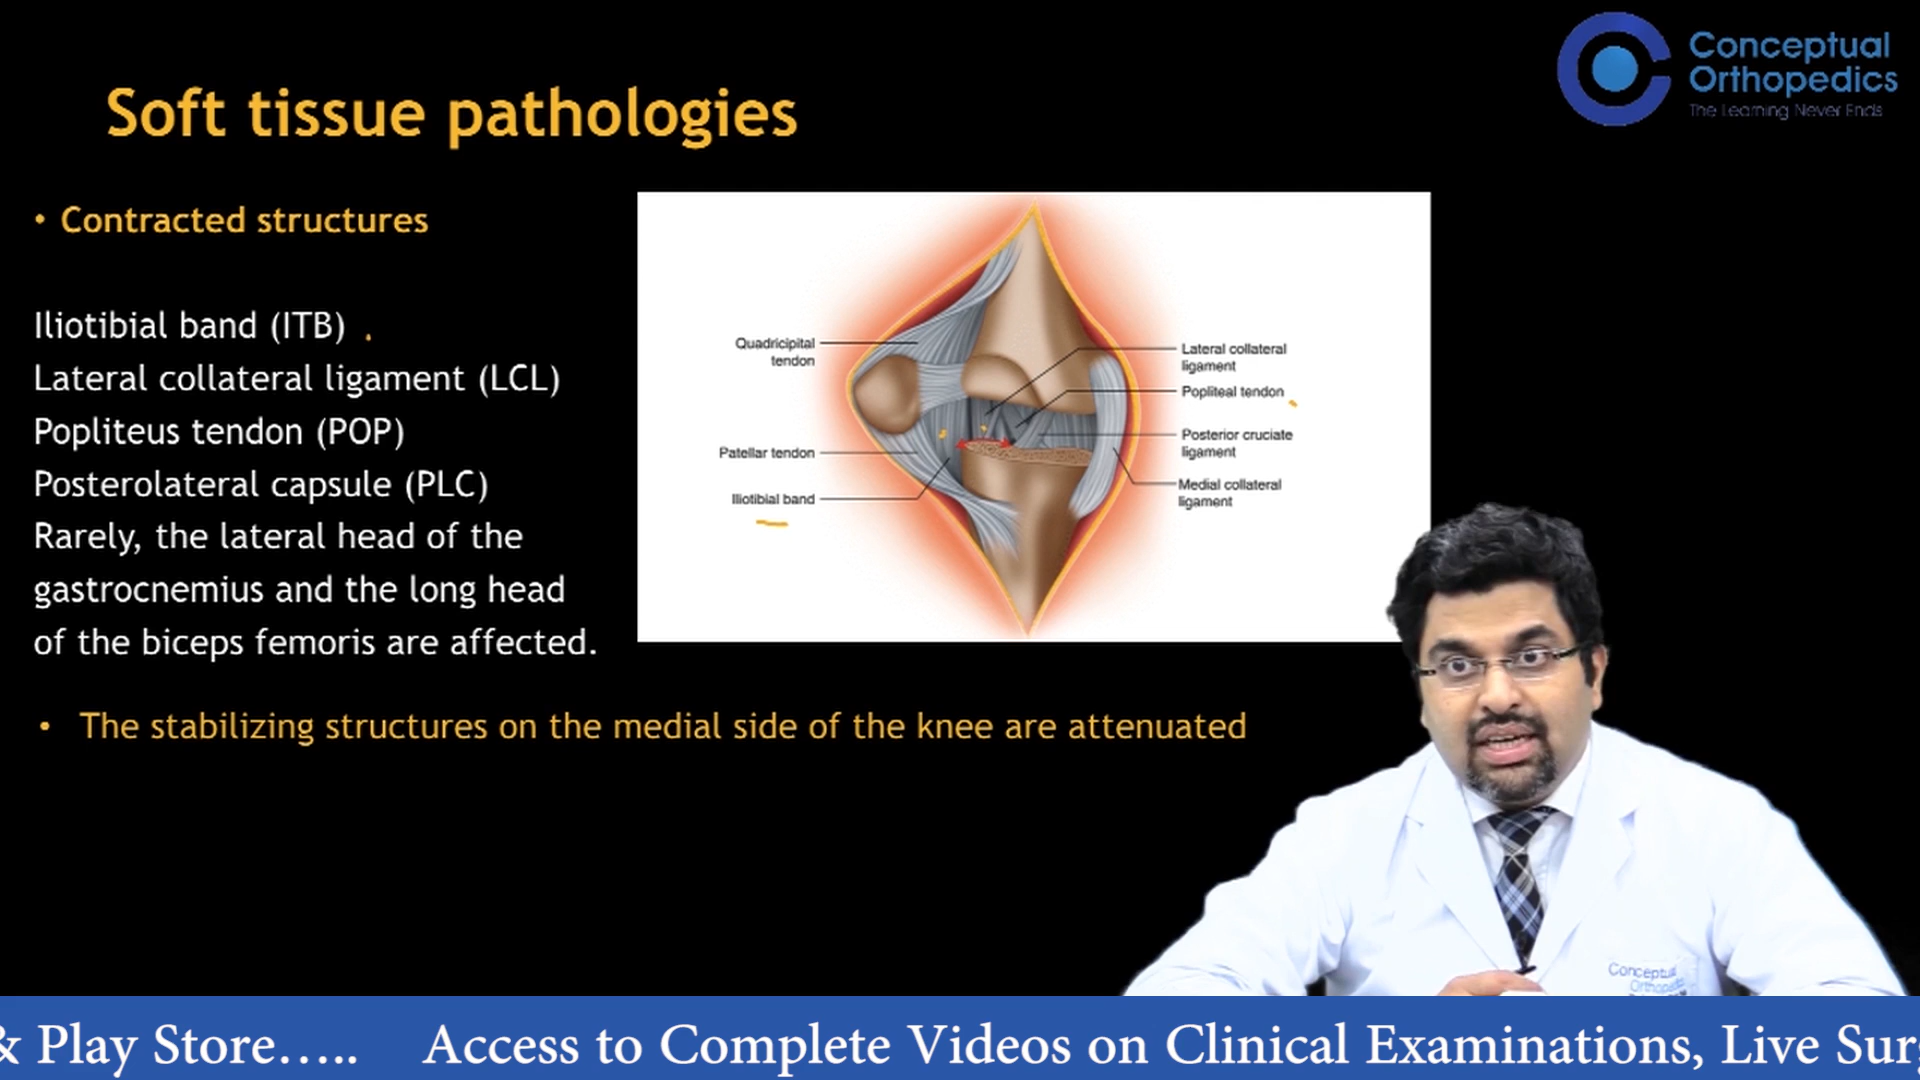 Conceptual
Orthopedics
The Learning Never Ends
Soft tissue pathologies
• Contracted structures
Iliotibial band (ITB)
Lateral collateral ligament (LCL)
Popliteus tendon (POP)
Posterolateral capsule (PLC)
Rarely, the lateral head of the
gastrocnemius and the long head
of the biceps femoris are affected.
Quadricipital
tendon
Patellar tendon
Iliotibial band
Lateral collateral
ligament
Popliteal tendon
Posterior cruciate
ligament
Medial collateral
ligament
• The stabilizing structures on the medial side of the knee are attenuated
Conceptual
& Play Store….. Access to Complete Videos on Clinical Examinations, Live Surg